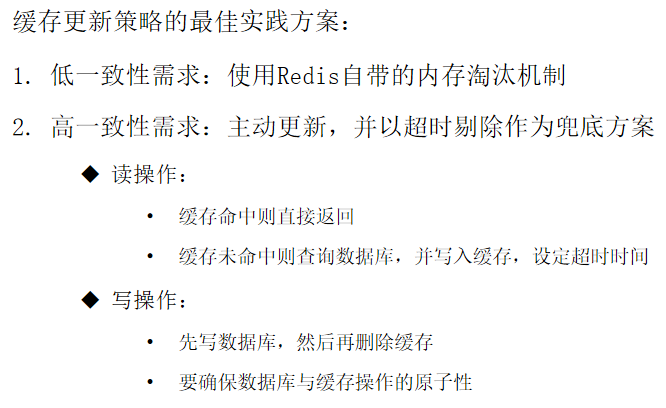 缓存更新策略的最佳实践方案：
1. 低一致性需求：使用Redis自带的内存淘汰机制
2. 高一致性需求：主动更新，并以超时剔除作为兜底方案
◆ 读操作：
• 缓存命中则直接返回
• 缓存未命中则查询数据库，并写入缓存，设定超时时间
◆ 写操作：
• 先写数据库，然后再删除缓存
• 要确保数据库与缓存操作的原子性